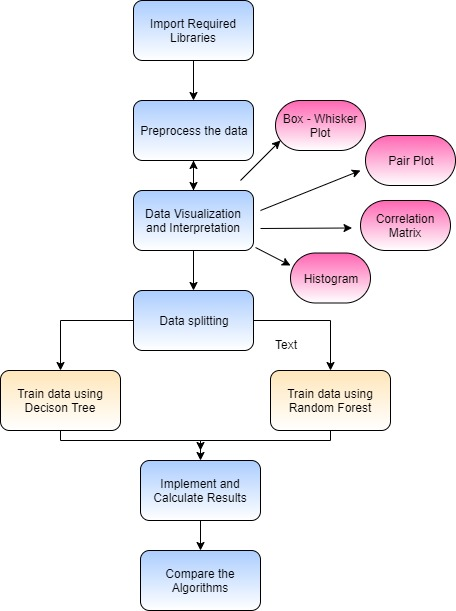 Import Required
Libraries
Preprocess the data
Box - Whisker
Plot
Pair Plot
Data Visualization
and Interpretation
Correlation
Matrix
Histogram
Data splitting
Text
Train data using
Decison Tree
Train data using
Random Forest
Implement and
Calculate Results
Compare the
Algorithms